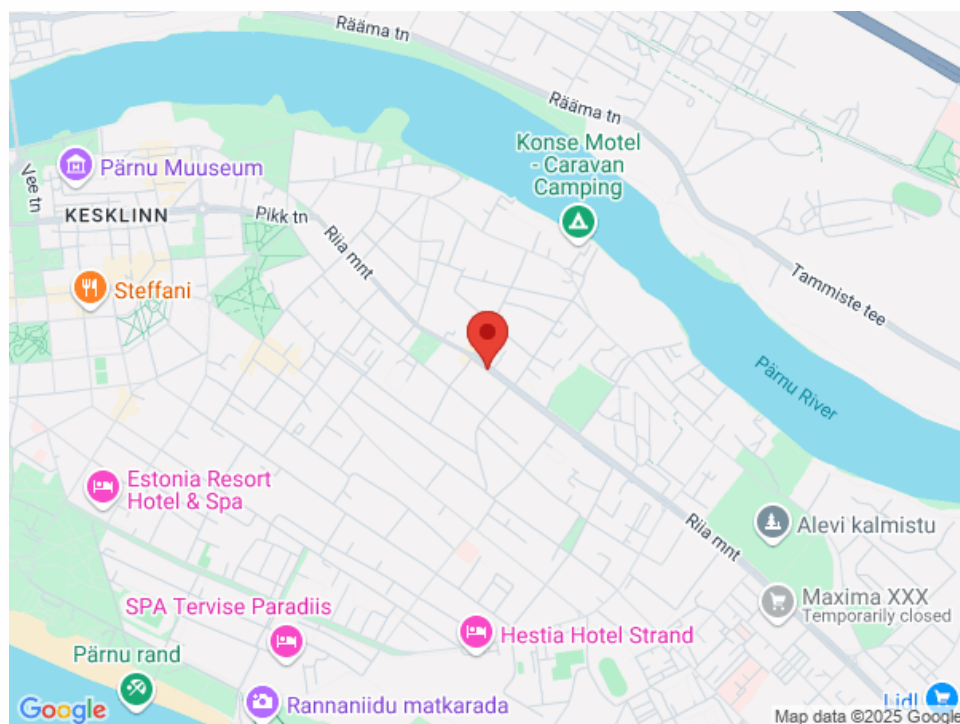 Rääma tn
Rääma tn
Konse Motel
- Caravan
Camping
Pärnu Muuseum
Vee tn
KESKLINN
Pikk tn
Riia mnt
Steffani
Tammiste tee
Pärnu River
Estonia Resort
Hotel & Spa
Riia mnt
Alevi kalmistu
SPA Tervise Paradiis
Maxima XXX
Temporarily closed
Hestia Hotel Strand
Pärnu rand
Rannaniidu matkarada
Lidl
Google
Map data ©2025 Google